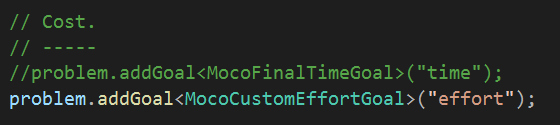 // Cost.
// -----
//problem.addGoal<MocoFinalTimeGoal>("time");
problem.addGoal<MocoCustomEffortGoal>("effort");